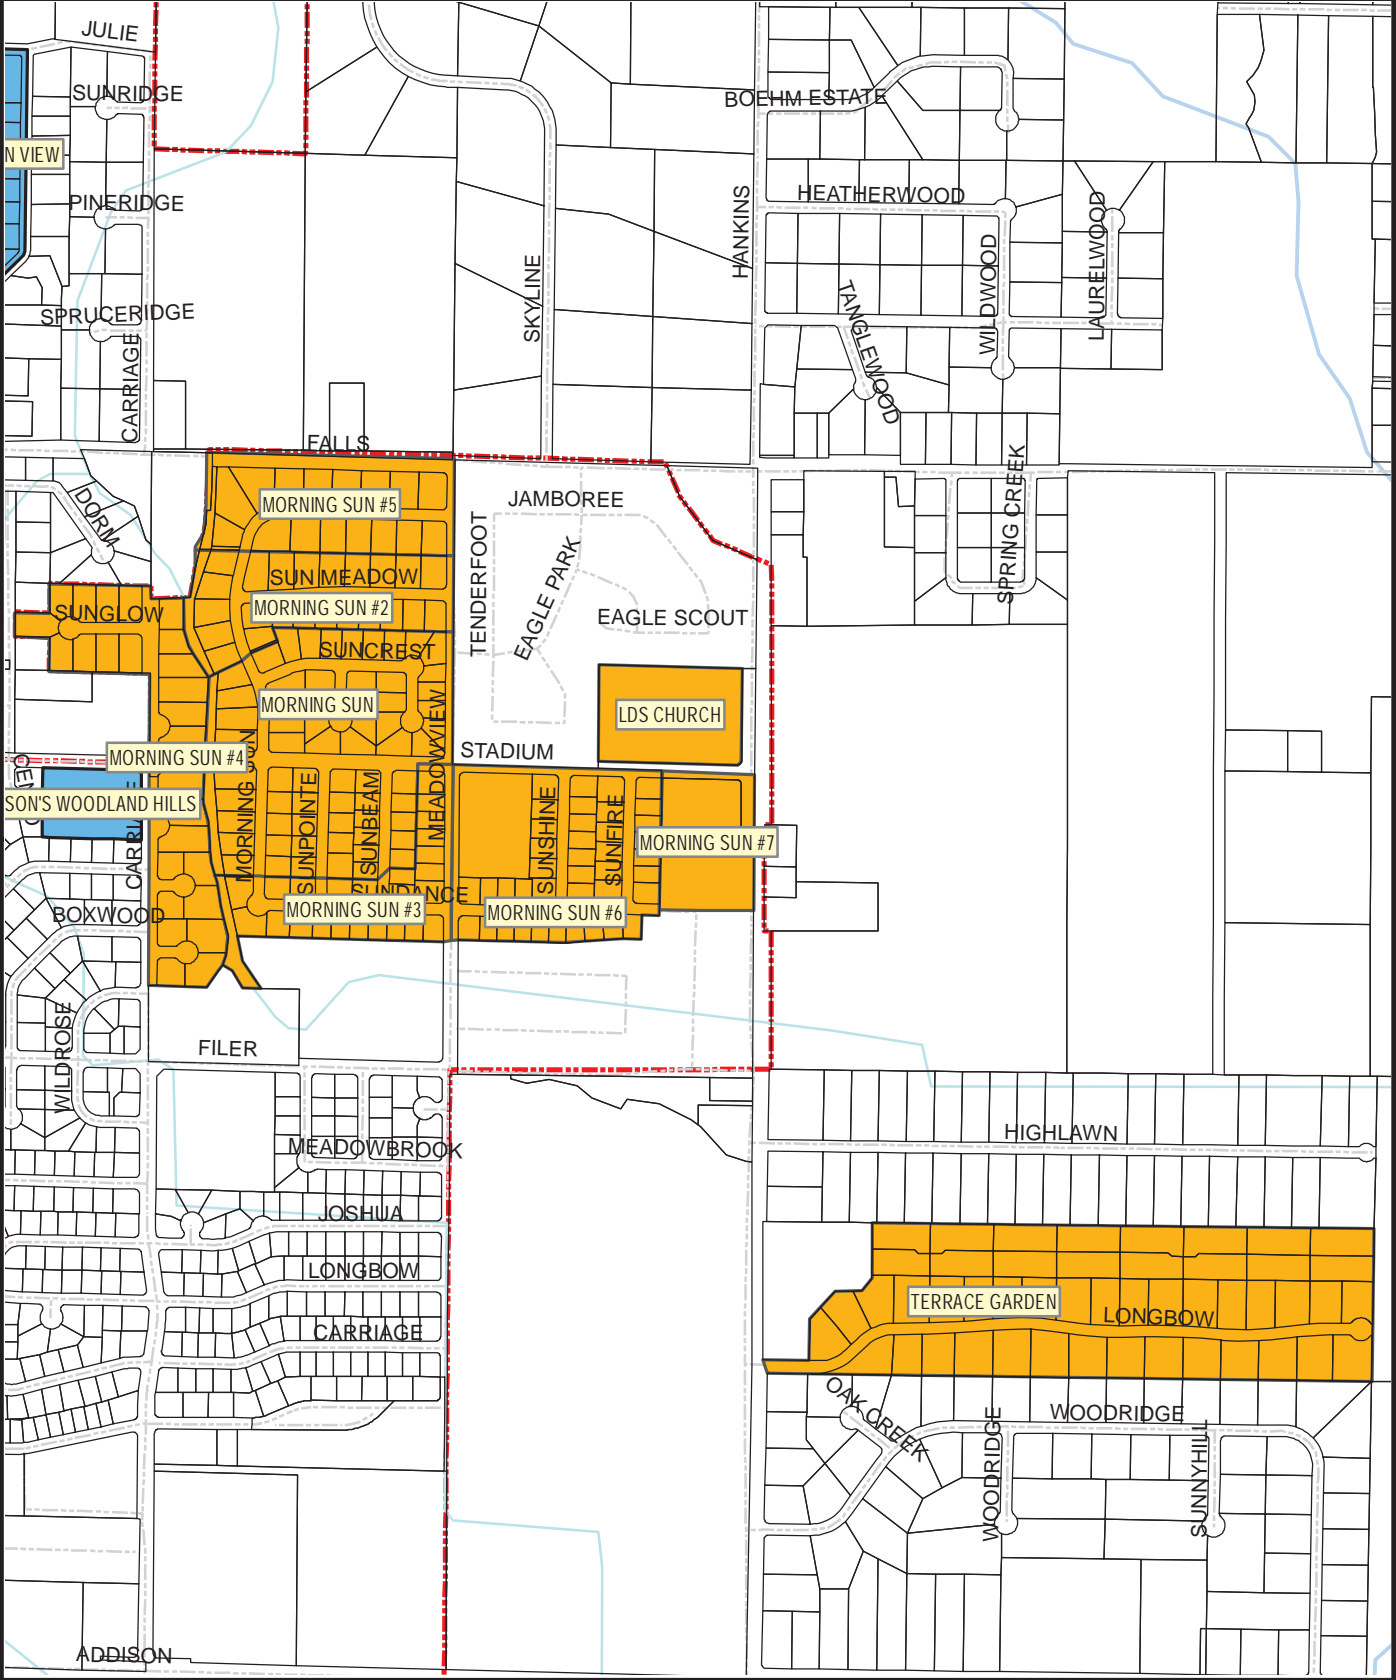 JULIE
SUNRIDGE
BOEHM ESTATE
N VIEW
PINERIDGE
HEATHERWOOD
HANKINS
LAURELWOOD
WILDWOOD
SKYLINE
TANGLEWOOD
SPRUCERIDGE
CARRIAGE
FALLS
SPRING CREEK
MORNING SUN #5
JAMBOREE
DORM
TENDERFOOT
EAGLE PARK
SUN MEADOW
MORNING SUN #2
SUNGLOW
EAGLE SCOUT
SUNCREST
MORNING SUN
MEADOWVIEW
LDS CHURCH
STADIUM
MORNING SUN #4
MORNING SUN
SON'S WOODLAND HILLS
SUNPOINTE
SUNBEAM
SUNSHINE
SUNFIRE
MORNING SUN #7
SUNDANCE
MORNING SUN #3
MORNING SUN #6
BOXWOOD
WILDROSE
FILER
MEADOWBROOK
HIGHLAWN
JOSHUA
LONGBOW
TERRACE GARDEN
LONGBOW
CARRIAGE
OAK CREEK
WOODRIDGE
WOODRIDGE
SUNNYHILL
ADDISON